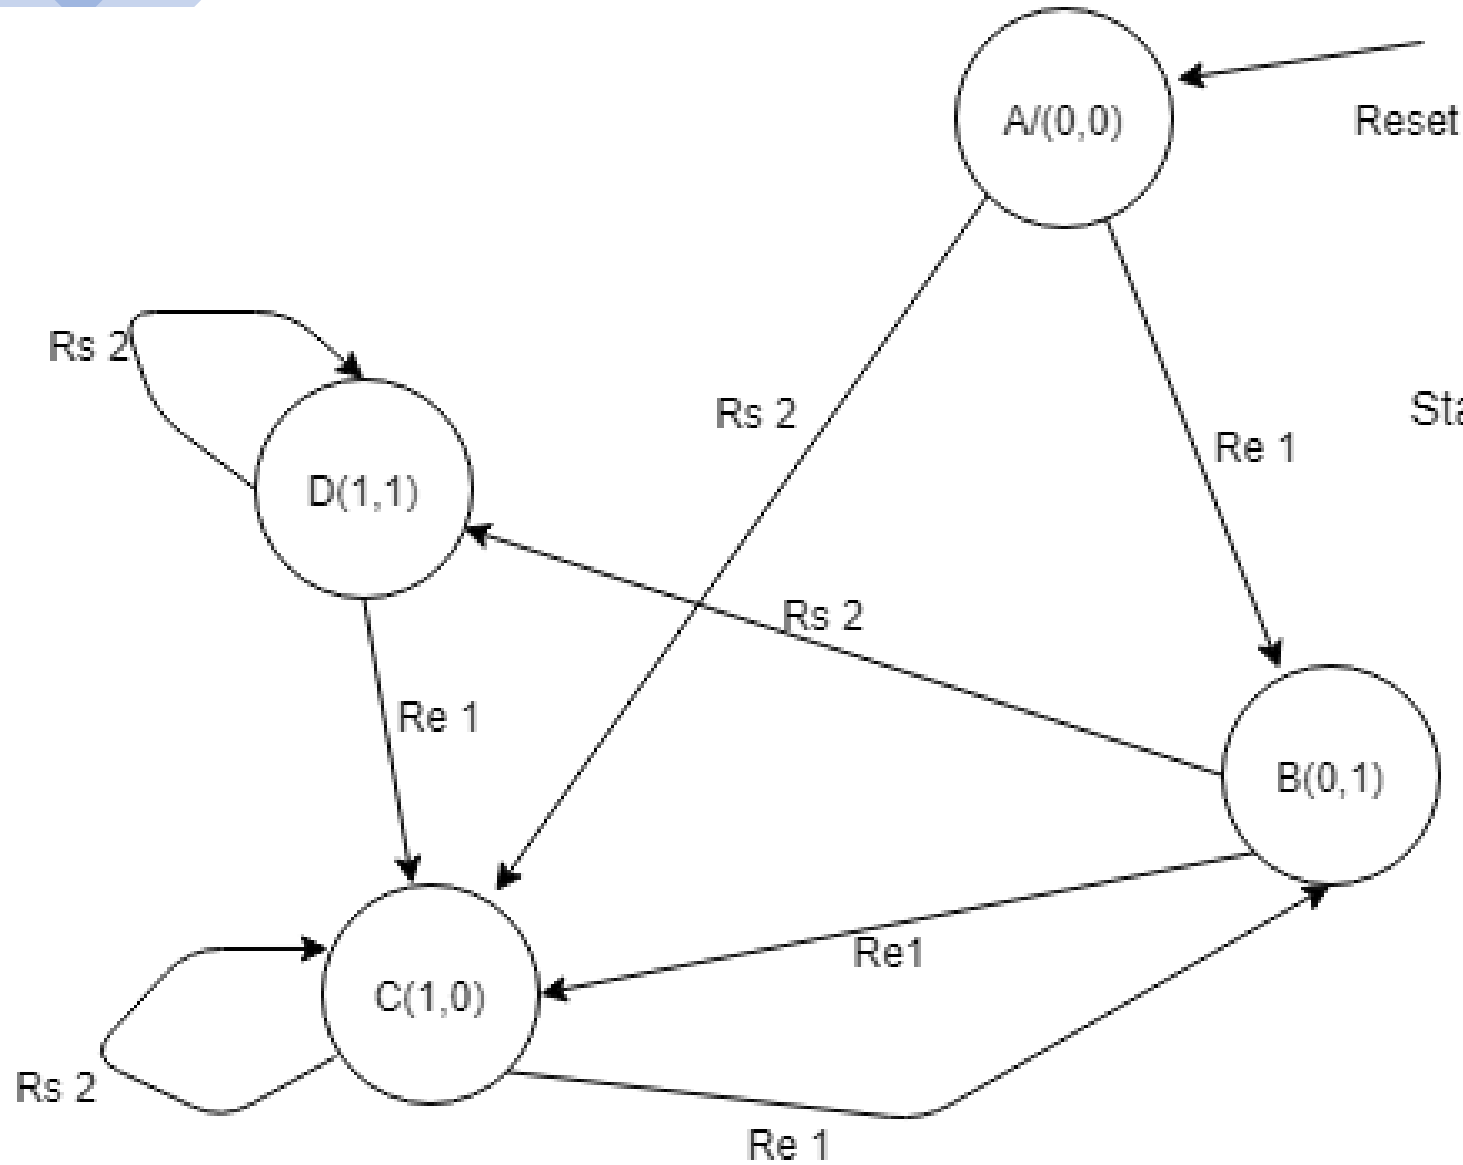 A/(0,0)
Reset
Rs 2
Rs 2
Re 1
D(1,1)
Rs 2
Re 1
B(0,1)
Re1
C(1,0)
Rs 2
Re 1